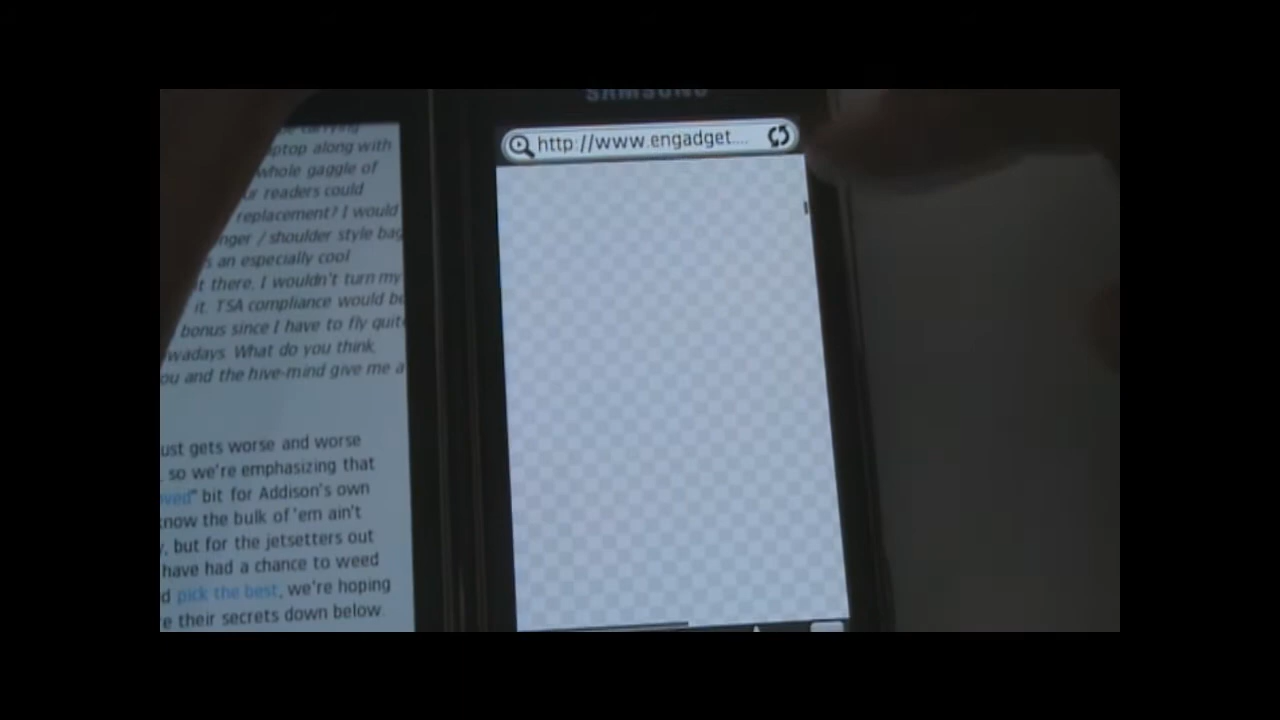 SAMSUNG
http://www.engadget....
carrying
laptop along with
whole gaggle of
ur readers could
replacement? I would
nger / shoulder style bag
s an especially cool
t there, I wouldn't turn my
it. TSA compliance would be
bonus since I have to fly quite
wadays. What do you think,
ou and the hive-mind give me a
ust gets worse and worse
so we're emphasizing that
oved" bit for Addison's own
know the bulk of 'em ain't
, but for the jetsetters out
have had a chance to weed
d pick the best, we're hoping
e their secrets down below.